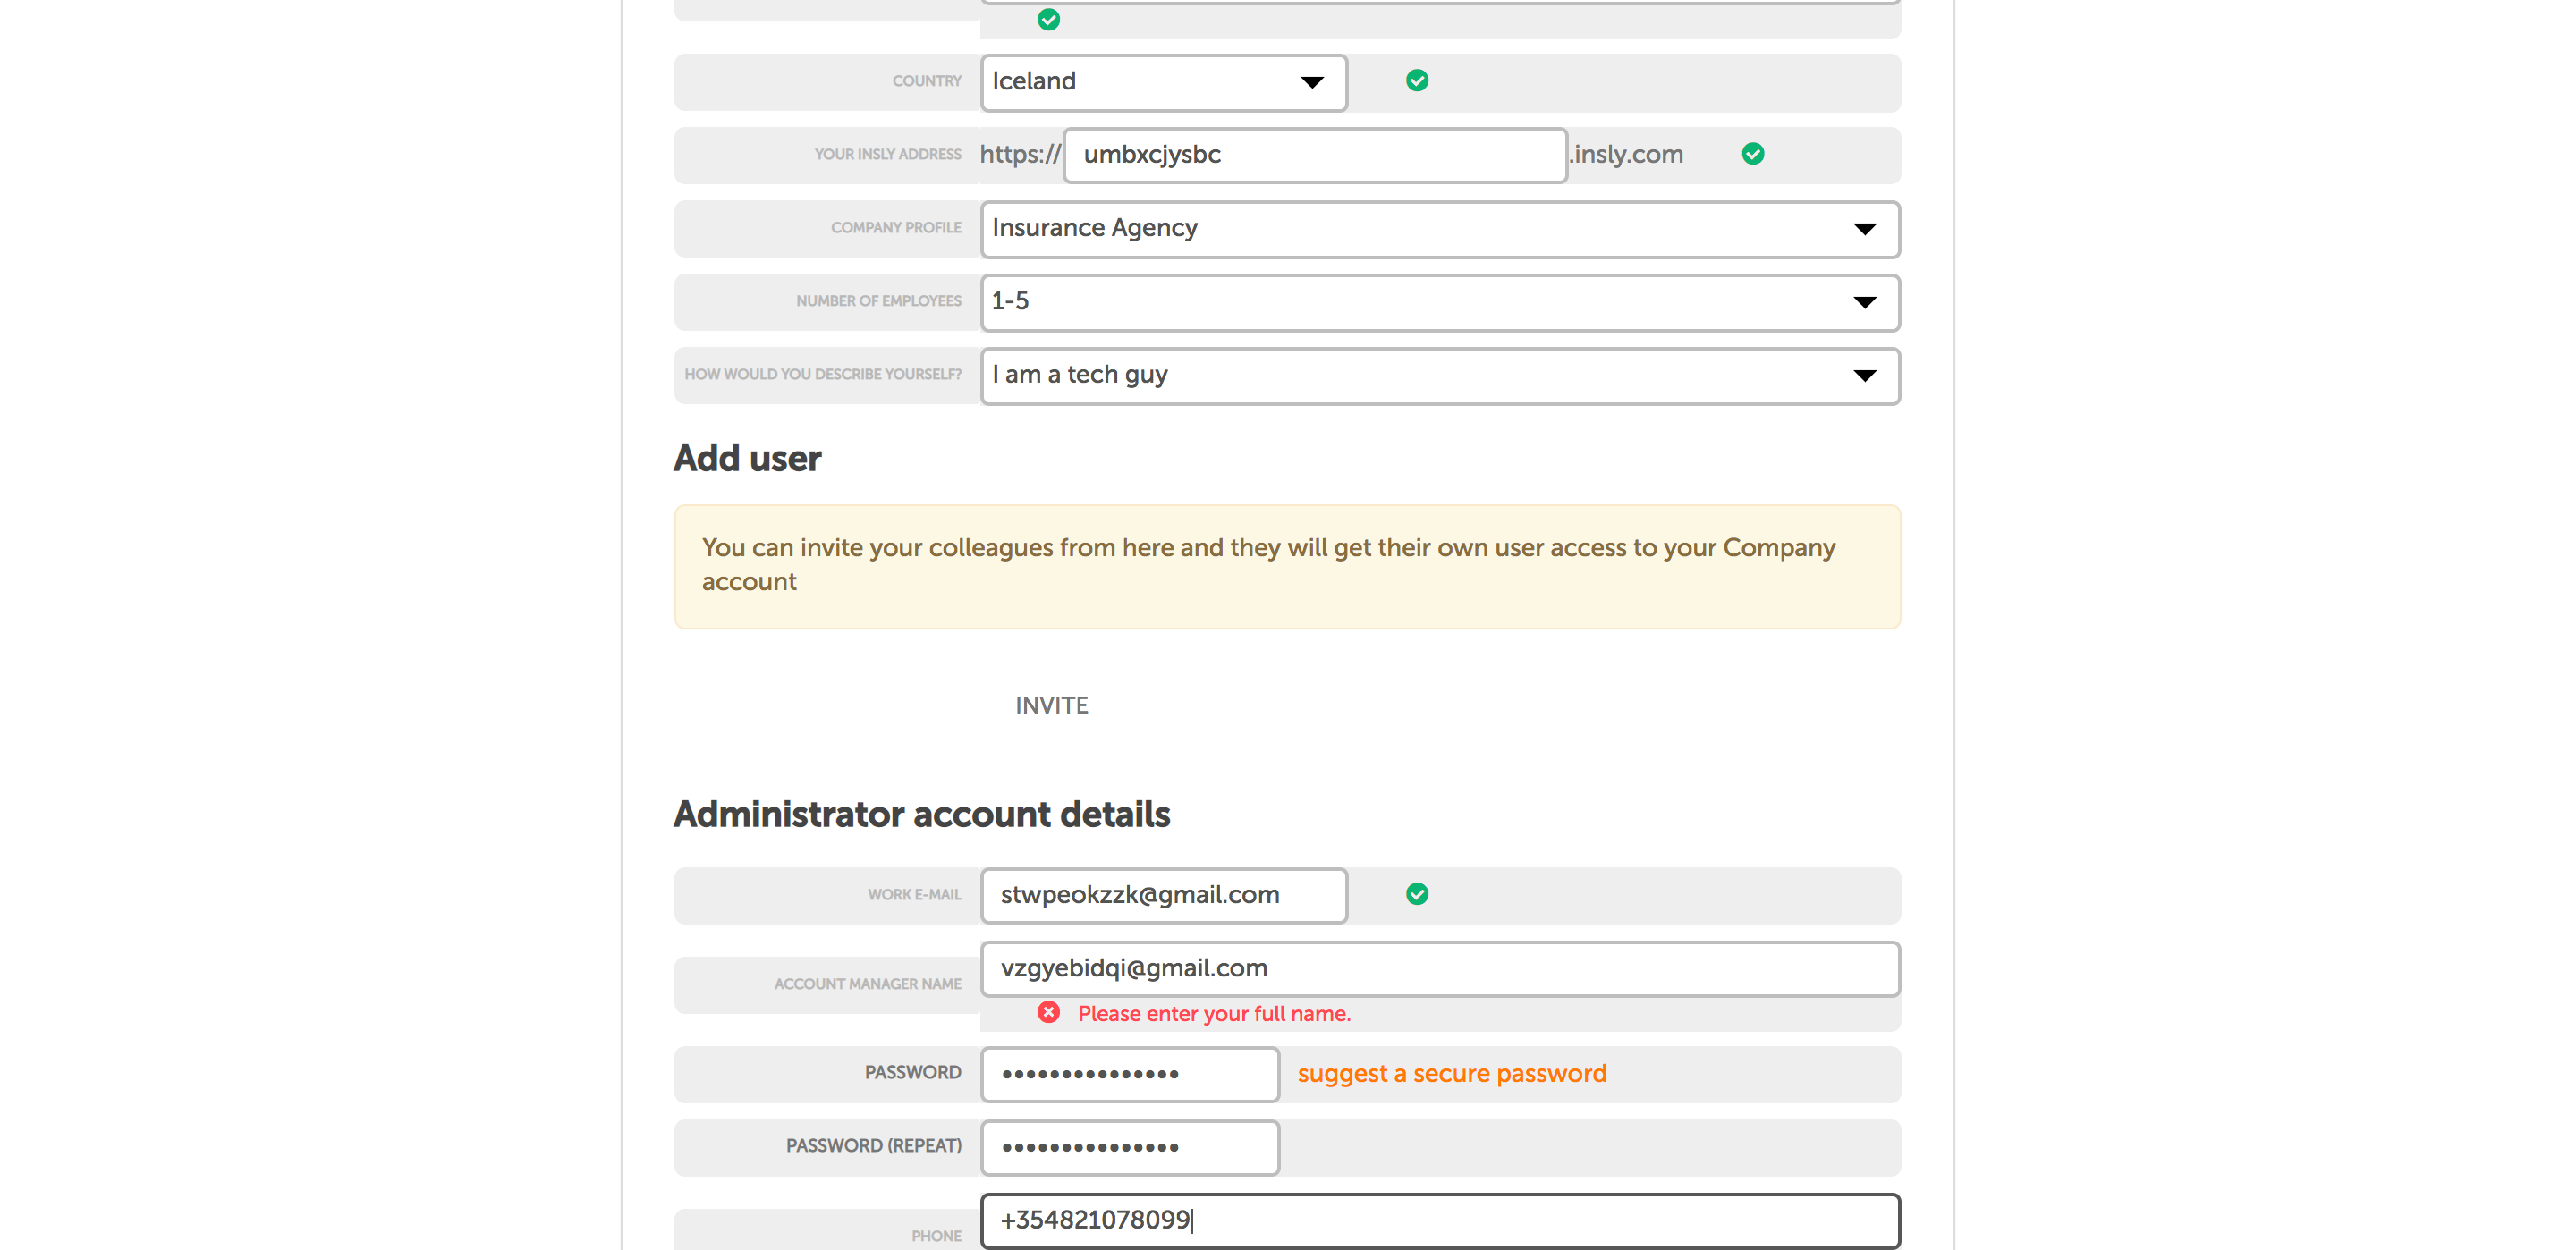 COUNTRY Iceland
YOUR INSLY ADDRESS https:// umbxcjysbc .insly.com
COMPANY PROFILE Insurance Agency
NUMBER OF EMPLOYEES 1-5
HOW WOULD YOU DESCRIBE YOURSELF? I am a tech guy
Add user
You can invite your colleagues from here and they will get their own user access to your Company
account
INVITE
Administrator account details
WORK E-MAIL stwpeokzzk@gmail.com
vzgyebidqi@gmail.com
ACCOUNT MANAGER NAME
Please enter your full name.
PASSWORD ••••••••••••••• suggest a secure password
PASSWORD (REPEAT) •••••••••••••••
+354821078099
PHONE